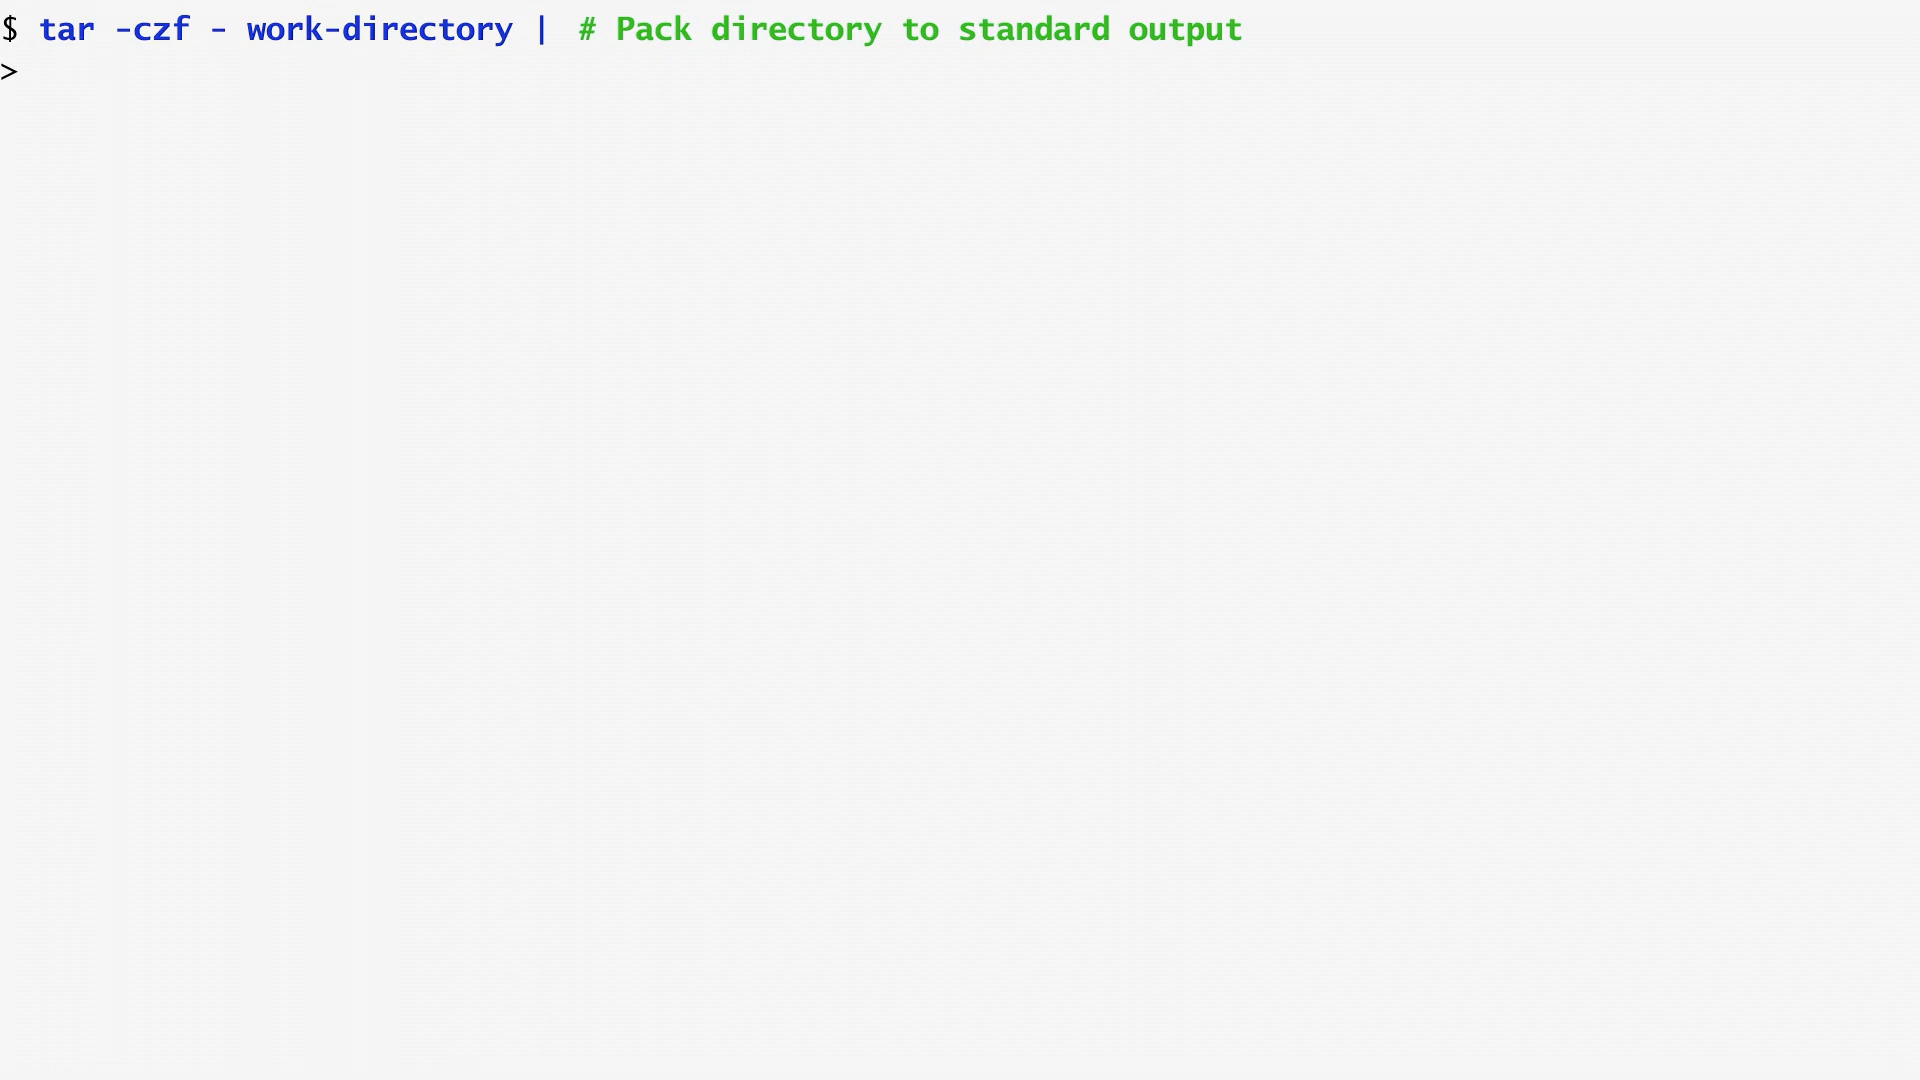 $ tar -czf - work-directory | # Pack directory to standard output
>